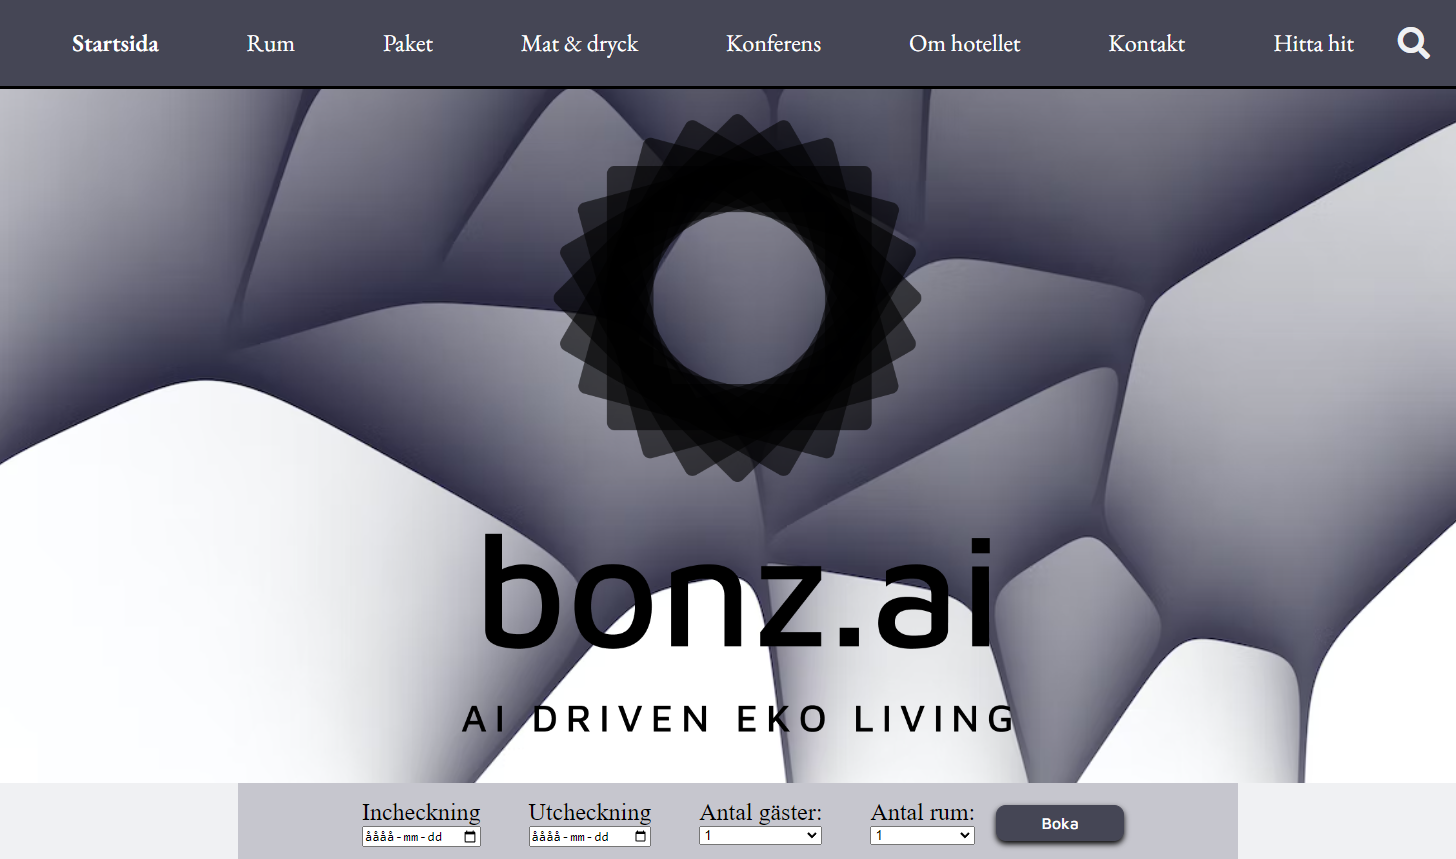 Startsida Rum Paket Mat & dryck Konferens Om hotellet Kontakt Hitta hit
bonz.ai
AI DRIVEN EKO LIVING
Incheckning Utcheckning Antal gäster: Antal rum:
åååå-mm-dd åååå-mm-dd 1 1 Boka